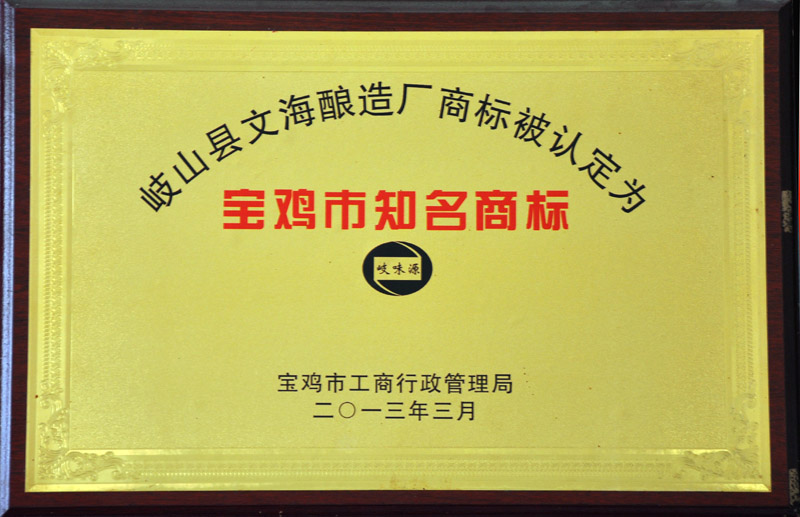 岐山县文海酿造厂商标被认定为
宝鸡市知名商标
岐味源
宝鸡市工商行政管理局
二〇一三年三月